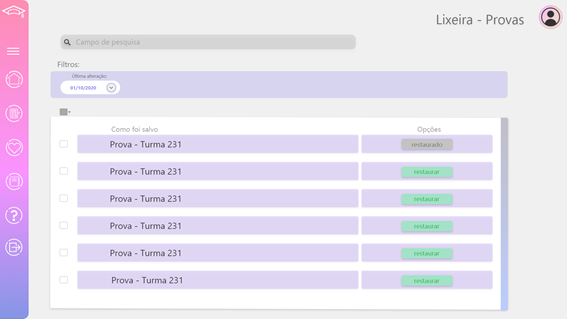 Lixeira - Provas
Campo de pesquisa
Filtros:
Última alteração:
01/10/2020
Como foi salvo Opções
Prova - Turma 231 restaurado
Prova - Turma 231 restaurar
Prova - Turma 231 restaurar
Prova - Turma 231 restaurar
Prova - Turma 231 restaurar
Prova - Turma 231 restaurar